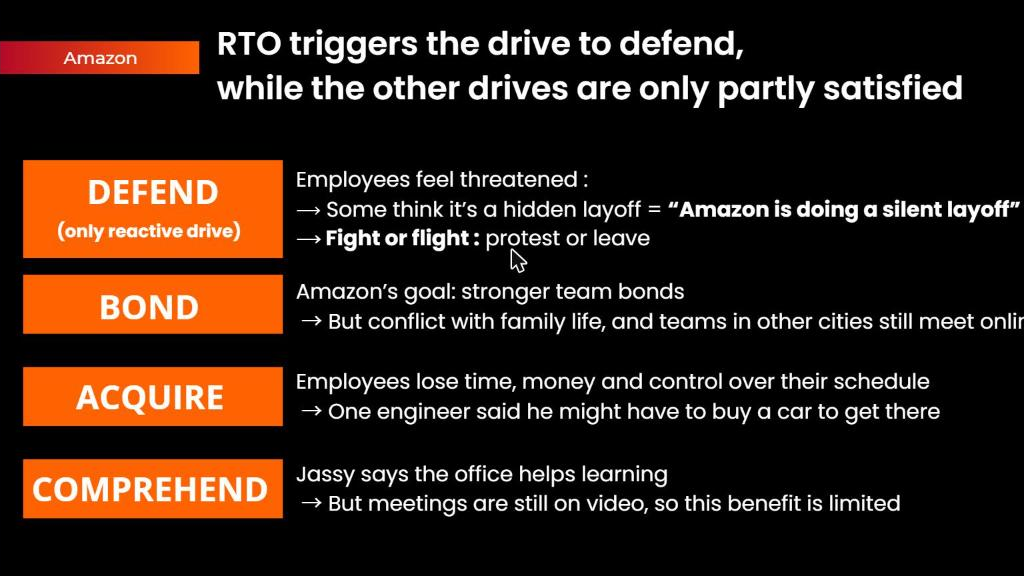 Amazon
RTO triggers the drive to defend,
while the other drives are only partly satisfied
DEFEND
(only reactive drive)
Employees feel threatened :
→ Some think it’s a hidden layoff = “Amazon is doing a silent layoff”
→ Fight or flight : protest or leave
BOND
Amazon’s goal: stronger team bonds
→ But conflict with family life, and teams in other cities still meet
ACQUIRE
Employees lose time, money and control over their schedule
→ One engineer said he might have to buy a car to get there
COMPREHEND
Jassy says the office helps learning
→ But meetings are still on video, so this benefit is limited